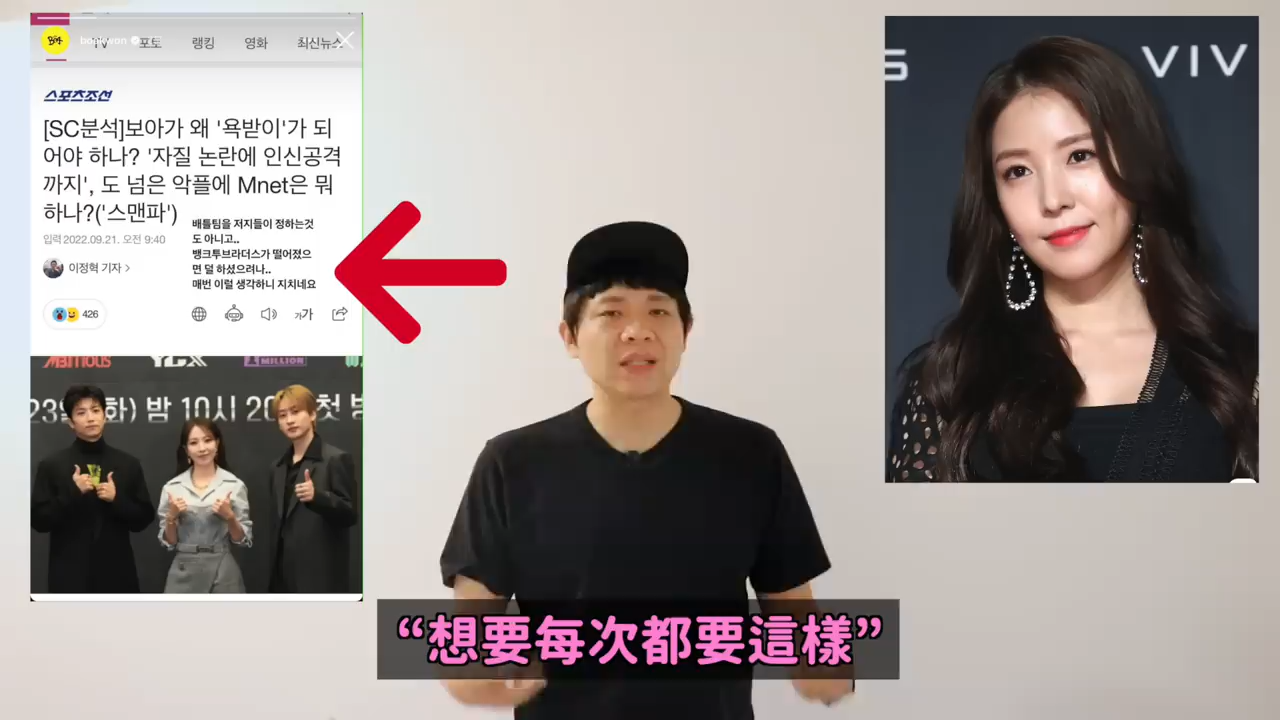 boakwon
TV 포토 랭킹 영화 최신뉴스
스포츠조선
[SC분석]보아가 왜 '욕받이'가 되
어야 하나? '자질 논란에 인신공격
까지', 도 넘은 악플에 Mnet은 뭐
하나?('스맨파')
입력 2022.09.21. 오전 9:40
이정혁 기자
배틀팀을 저지들이 정하는것
도 아니고..
뱅크투브라더스가 떨어졌으
면 덜 하셨으려나..
매번 이럴 생각하니 지치네요
426
가가
YGX
MILLION
(화) 밤 10시 20
첫
S VIV
“想要每次都要這樣”